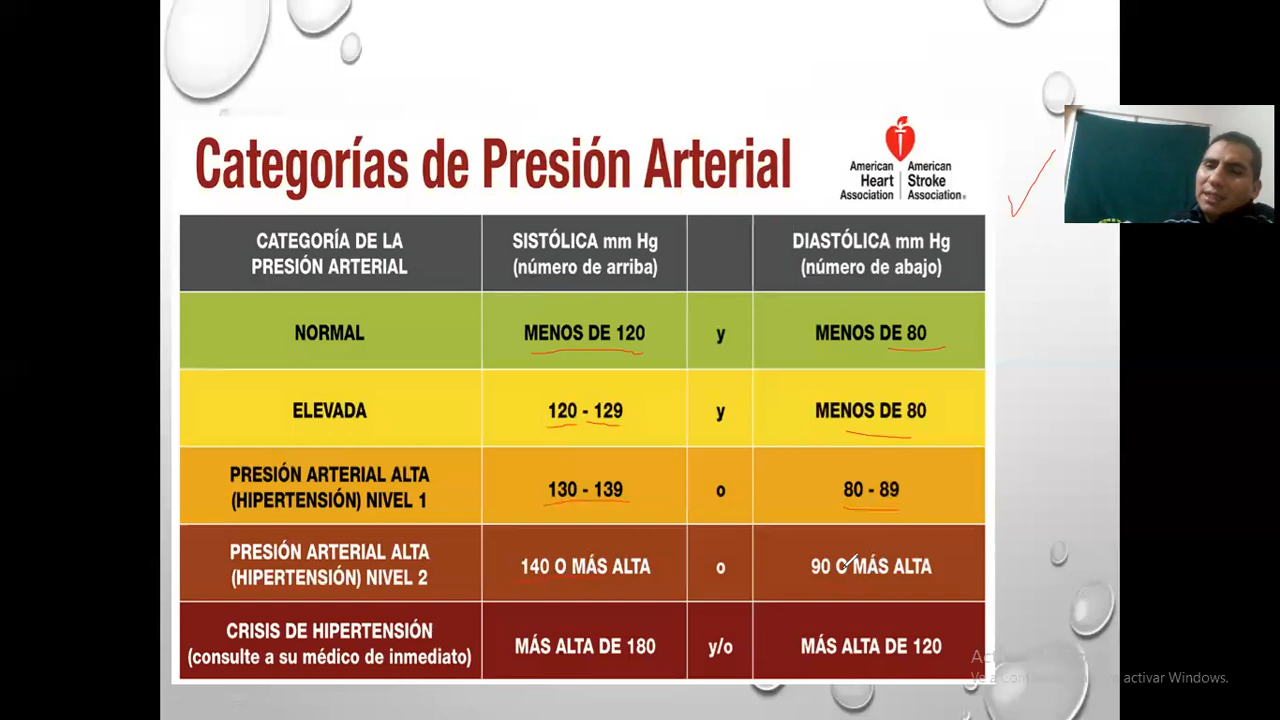 Categorías de Presión Arterial
American
Heart
Association
American
Stroke
Association®
CATEGORÍA DE LA
PRESIÓN ARTERIAL
SISTÓLICA mm Hg
(número de arriba)
DIASTÓLICA mm Hg
(número de abajo)
NORMAL
MENOS DE 120
y
MENOS DE 80
ELEVADA
120 - 129
y
MENOS DE 80
PRESIÓN ARTERIAL ALTA
(HIPERTENSIÓN) NIVEL 1
130 - 139
o
80 - 89
PRESIÓN ARTERIAL ALTA
(HIPERTENSIÓN) NIVEL 2
140 O MÁS ALTA
o
90 O MÁS ALTA
CRISIS DE HIPERTENSIÓN
(consulte a su médico de inmediato)
MÁS ALTA DE 180
y/o
MÁS ALTA DE 120
activar Windows.